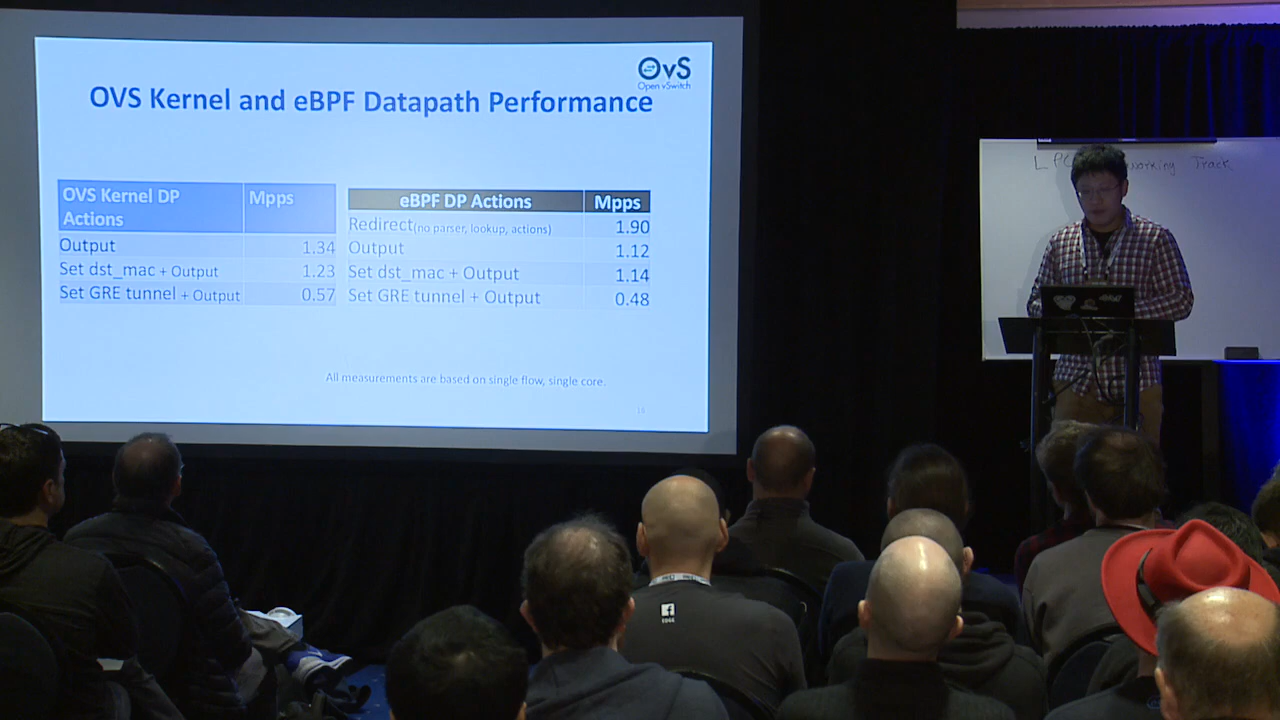 OvS
Open vSwitch
OVS Kernel and eBPF Datapath Performance
OVS Kernel DP Actions Mpps
Output 1.34
Set dst_mac + Output 1.23
Set GRE tunnel + Output 0.57
eBPF DP Actions Mpps
Redirect(no parser, lookup, actions) 1.90
Output 1.12
Set dst_mac + Output 1.14
Set GRE tunnel + Output 0.48
All measurements are based on single flow, single core.
16
Track
f
EDGE